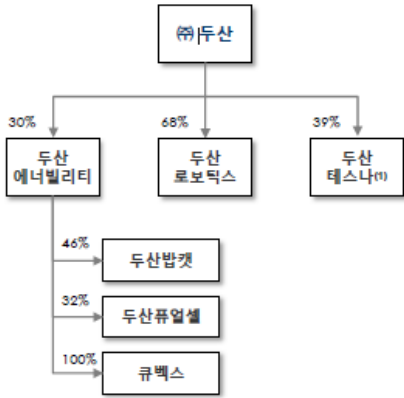 ㈜두산
30%
68%
39%
두산
에너빌리티
두산
로보틱스
두산
테스나(1)
46%
두산밥캣
32%
두산퓨얼셀
100%
큐벡스